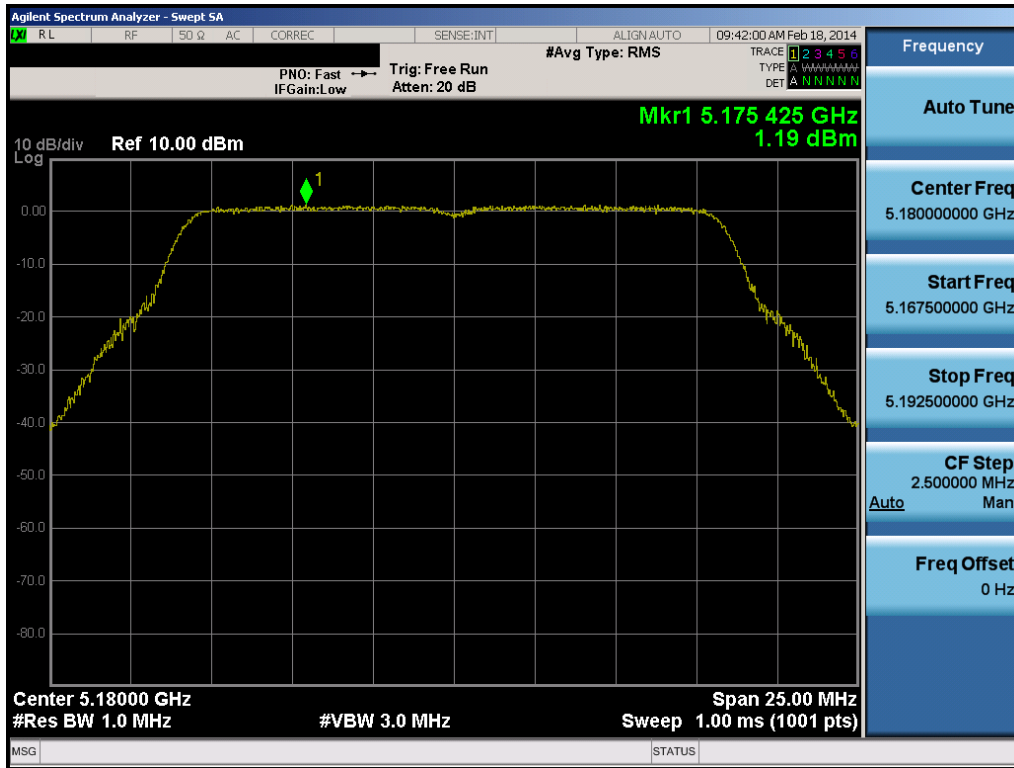 Agilent Spectrum Analyzer - Swept SA
LXI RL RF 50 Ω AC CORREC SENSE:INT ALIGN AUTO 09:42:00 AM Feb 18, 2014
#Avg Type: RMS TRACE 1 2 3 4 5 6
PNO: Fast Trig: Free Run TYPE A WWWWW
IFGain:Low Atten: 20 dB DET A N N N N N
Mkr1 5.175 425 GHz
1.19 dBm
10 dB/div Ref 10.00 dBm
Log
1
0.00
-10.0
-20.0
-30.0
-40.0
-50.0
-60.0
-70.0
-80.0
Center 5.18000 GHz Span 25.00 MHz
#Res BW 1.0 MHz #VBW 3.0 MHz Sweep 1.00 ms (1001 pts)
MSG STATUS
Frequency
Auto Tune
Center Freq
5.180000000 GHz
Start Freq
5.167500000 GHz
Stop Freq
5.192500000 GHz
CF Step
2.500000 MHz
Auto Man
Freq Offset
0 Hz